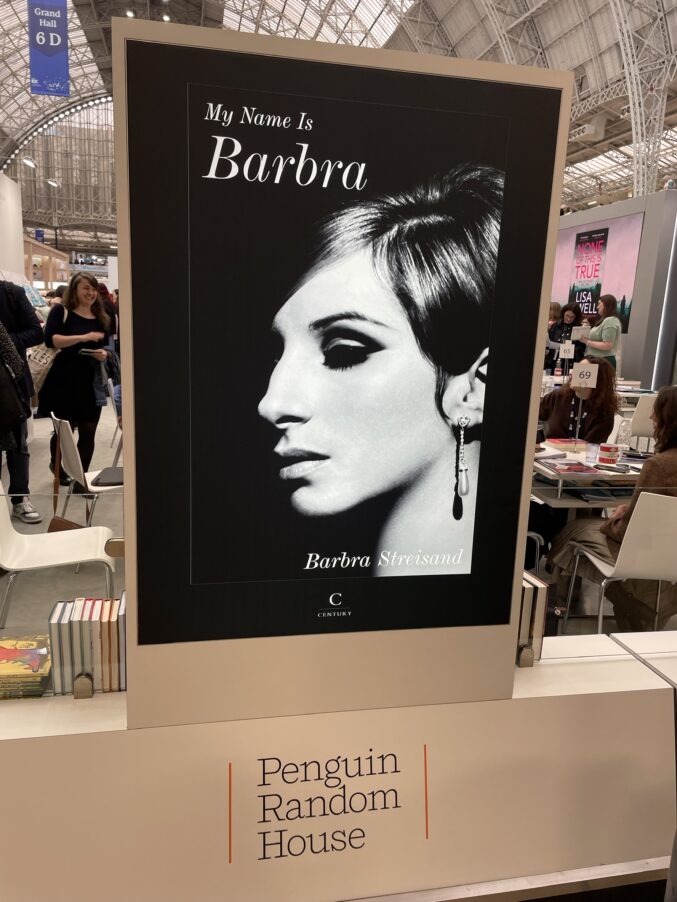 Grand
Hall
6 D
My Name Is
Barbra
NONE
OF THIS IS
TRUE
LISA
65
69
Barbra Streisand
C
CENTURY
Penguin
Random
House